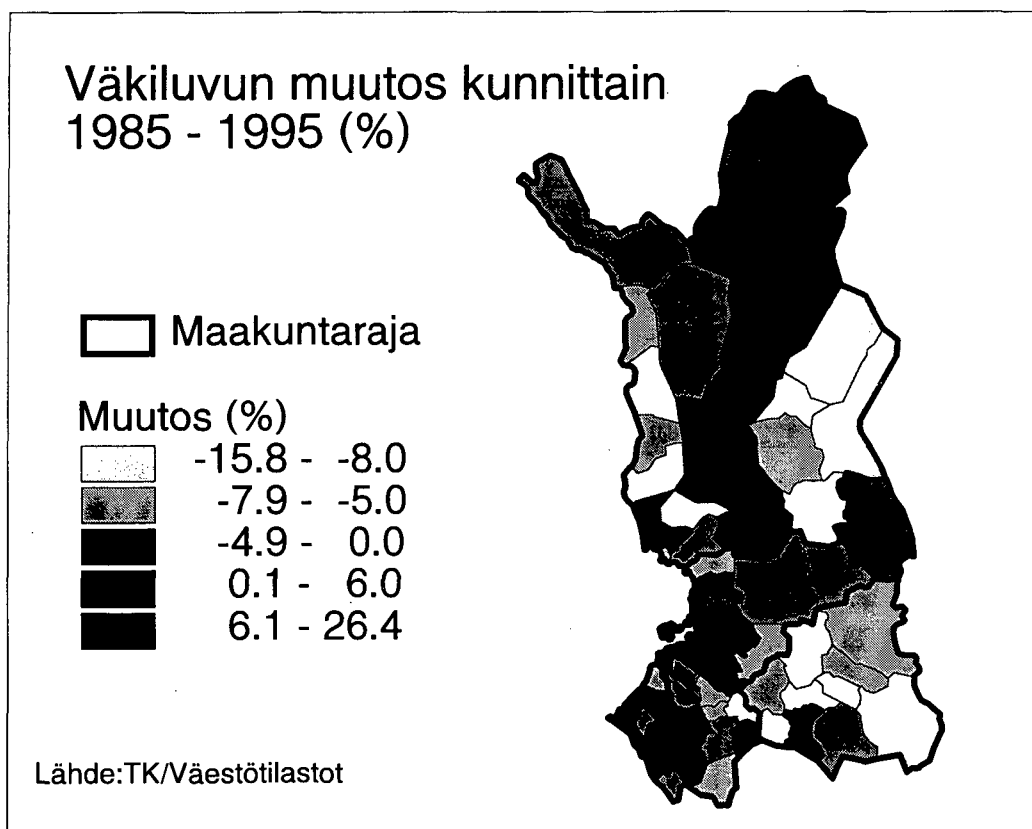 Väkiluvun muutos kunnittain
1985 - 1995 (%)
Maakuntaraja
Muutos (%)
-15.8 - -8.0
-7.9 - -5.0
-4.9 - 0.0
0.1 - 6.0
6.1 - 26.4
Lähde:TK/Väestötilastot